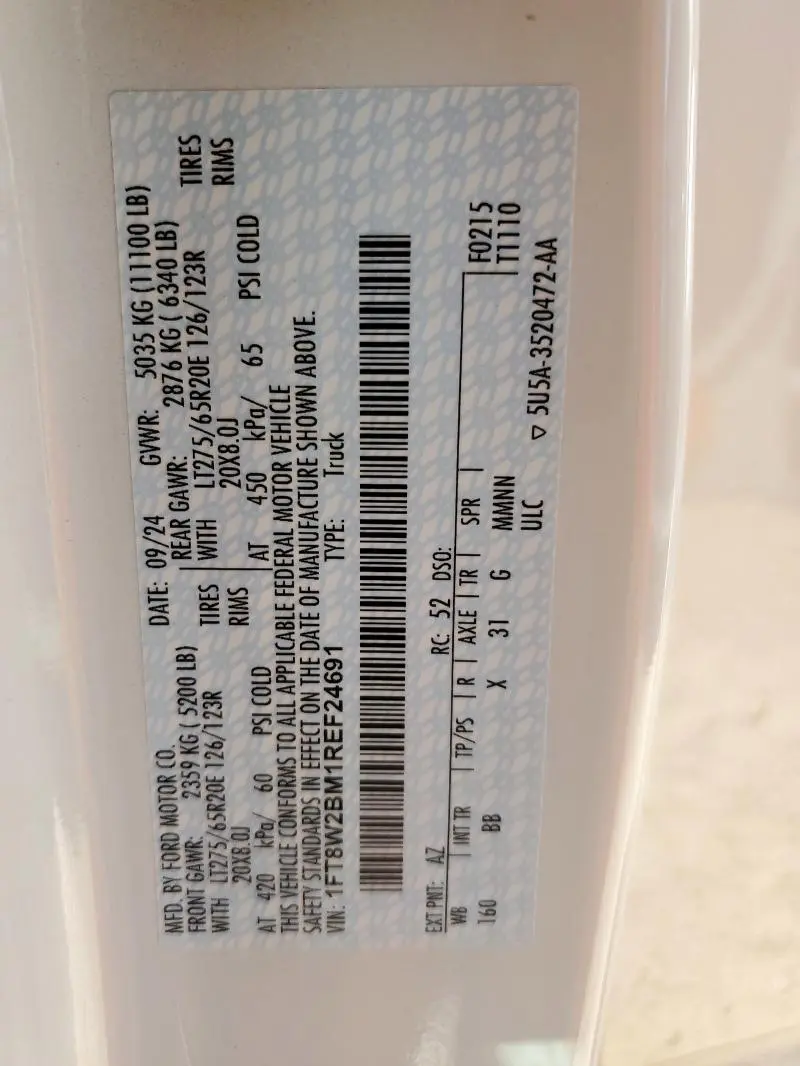 MFD. BY FORD MOTOR CO. DATE: 09/24 GVWR: 5035 KG (11100 LB)
FRONT GAWR: 2359 KG ( 5200 LB) REAR GAWR: 2876 KG ( 6340 LB)
WITH LT275/65R20E 126/123R TIRES WITH LT275/65R20E 126/123R TIRES
20X8.0J RIMS 20X8.0J RIMS
AT 420 kPa/ 60 PSI COLD AT 450 kPa/ 65 PSI COLD
THIS VEHICLE CONFORMS TO ALL APPLICABLE FEDERAL MOTOR VEHICLE
SAFETY STANDARDS IN EFFECT ON THE DATE OF MANUFACTURE SHOWN ABOVE.
VIN: 1FT8W2BM1REF24691 TYPE: Truck
EXT PNT: AZ RC: 52 DSO: F0215
WB INT TR TP/PS R AXLE TR SPR T1110
160 BB X 31 G MMNN
ULC ▽ 5U5A-3520472-AA